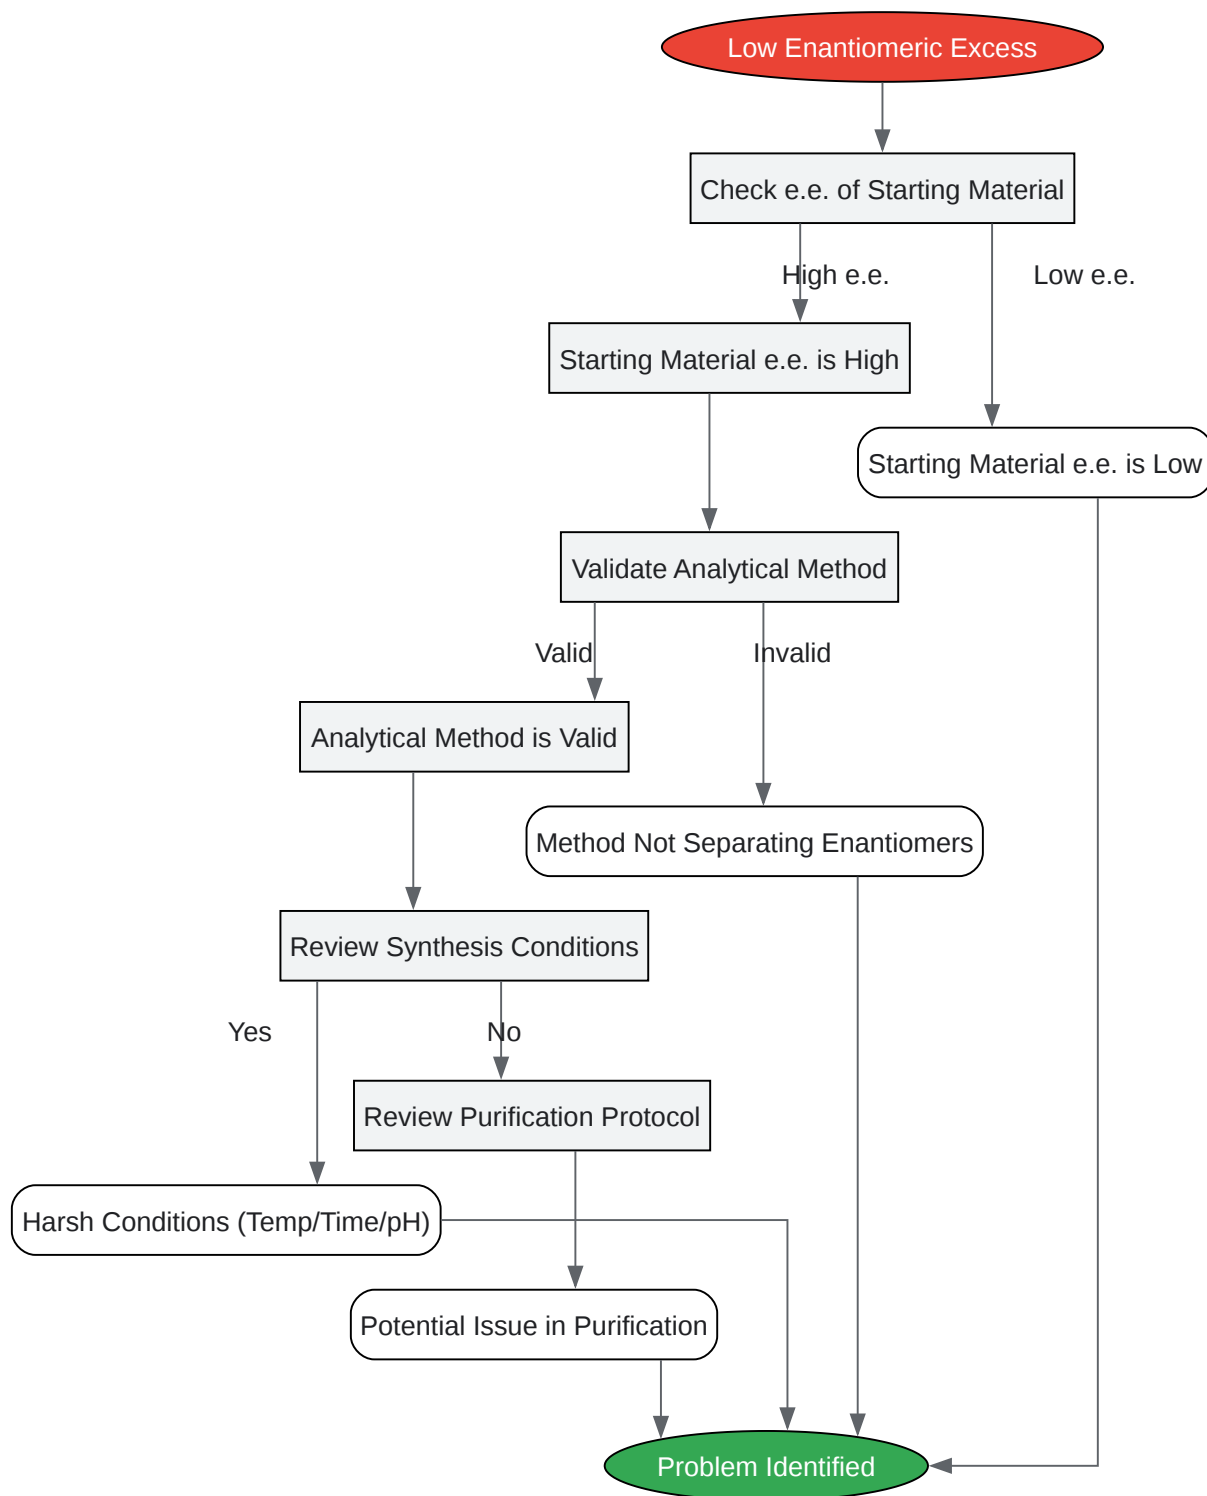 Low Enantiomeric Excess
Check e.e. of Starting Material
High e.e.
Low e.e.
Starting Material e.e. is High
Starting Material e.e. is Low
Validate Analytical Method
Valid
Invalid
Analytical Method is Valid
Method Not Separating Enantiomers
Review Synthesis Conditions
Yes
No
Review Purification Protocol
Harsh Conditions (Temp/Time/pH)
Potential Issue in Purification
Problem Identified